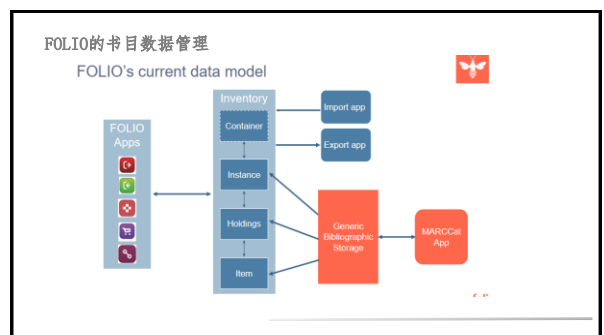 FOLIO的书目数据管理
FOLIO's current data model
Inventory
Import app
Container
FOLIO
Apps
Export app
Instance
Holdings
Generic
Bibliographic
Storage
MARCCat
App
Item